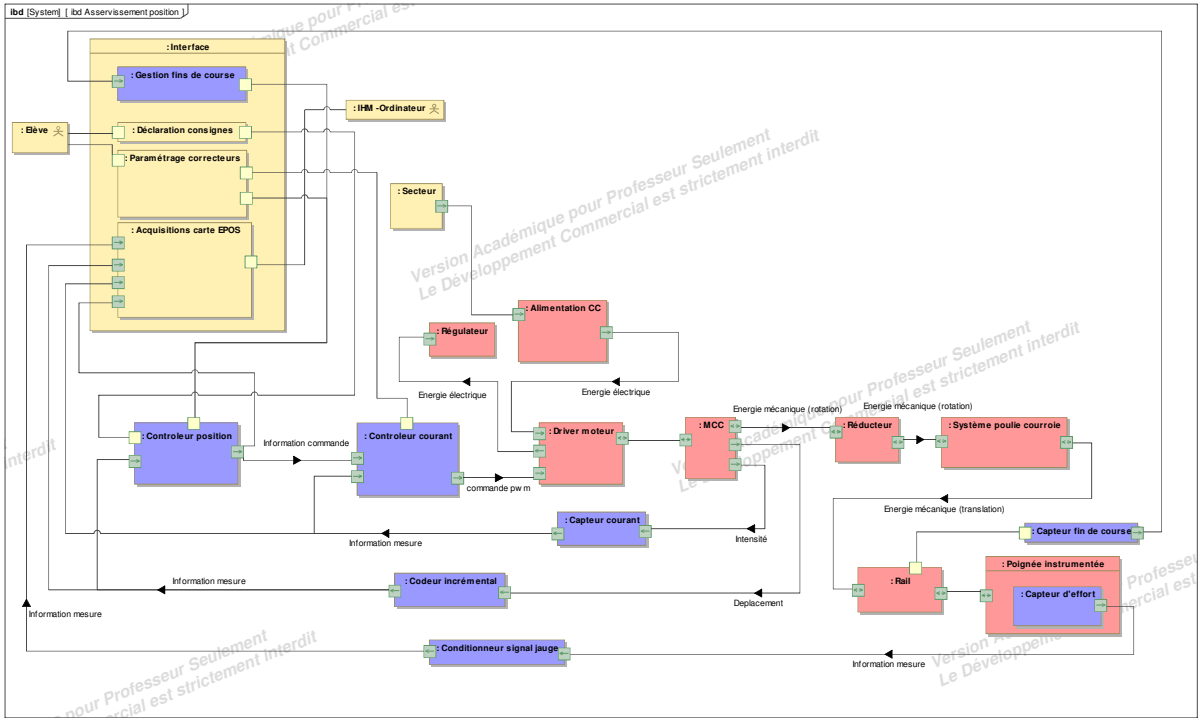 ibd [System] [ ibd Asservissement position ]
: Interface
: Gestion fins de course
: IHM -Ordinateur
: Elève
: Déclaration consignes
: Paramétrage correcteurs
: Secteur
: Acquisitions carte EPOS
Version Académique pour Professeur Seulement
Le Développement Commercial est strictement interdit
: Alimentation CC
: Régulateur
Energie électrique
Energie électrique
Energie mécanique (rotation)
Energie mécanique (rotation)
: Controleur position
Information commande
: Controleur courant
: Driver moteur
: MCC
: Réducteur
: Système poulie courroie
commande pwm
Energie mécanique (translation)
: Capteur courant
Information mesure
Intensité
: Capteur fin de course
: Poignée instrumentée
: Rail
: Capteur d'effort
Information mesure
: Codeur incrémental
Deplacement
Information mesure
: Conditionneur signal jauge
Information mesure